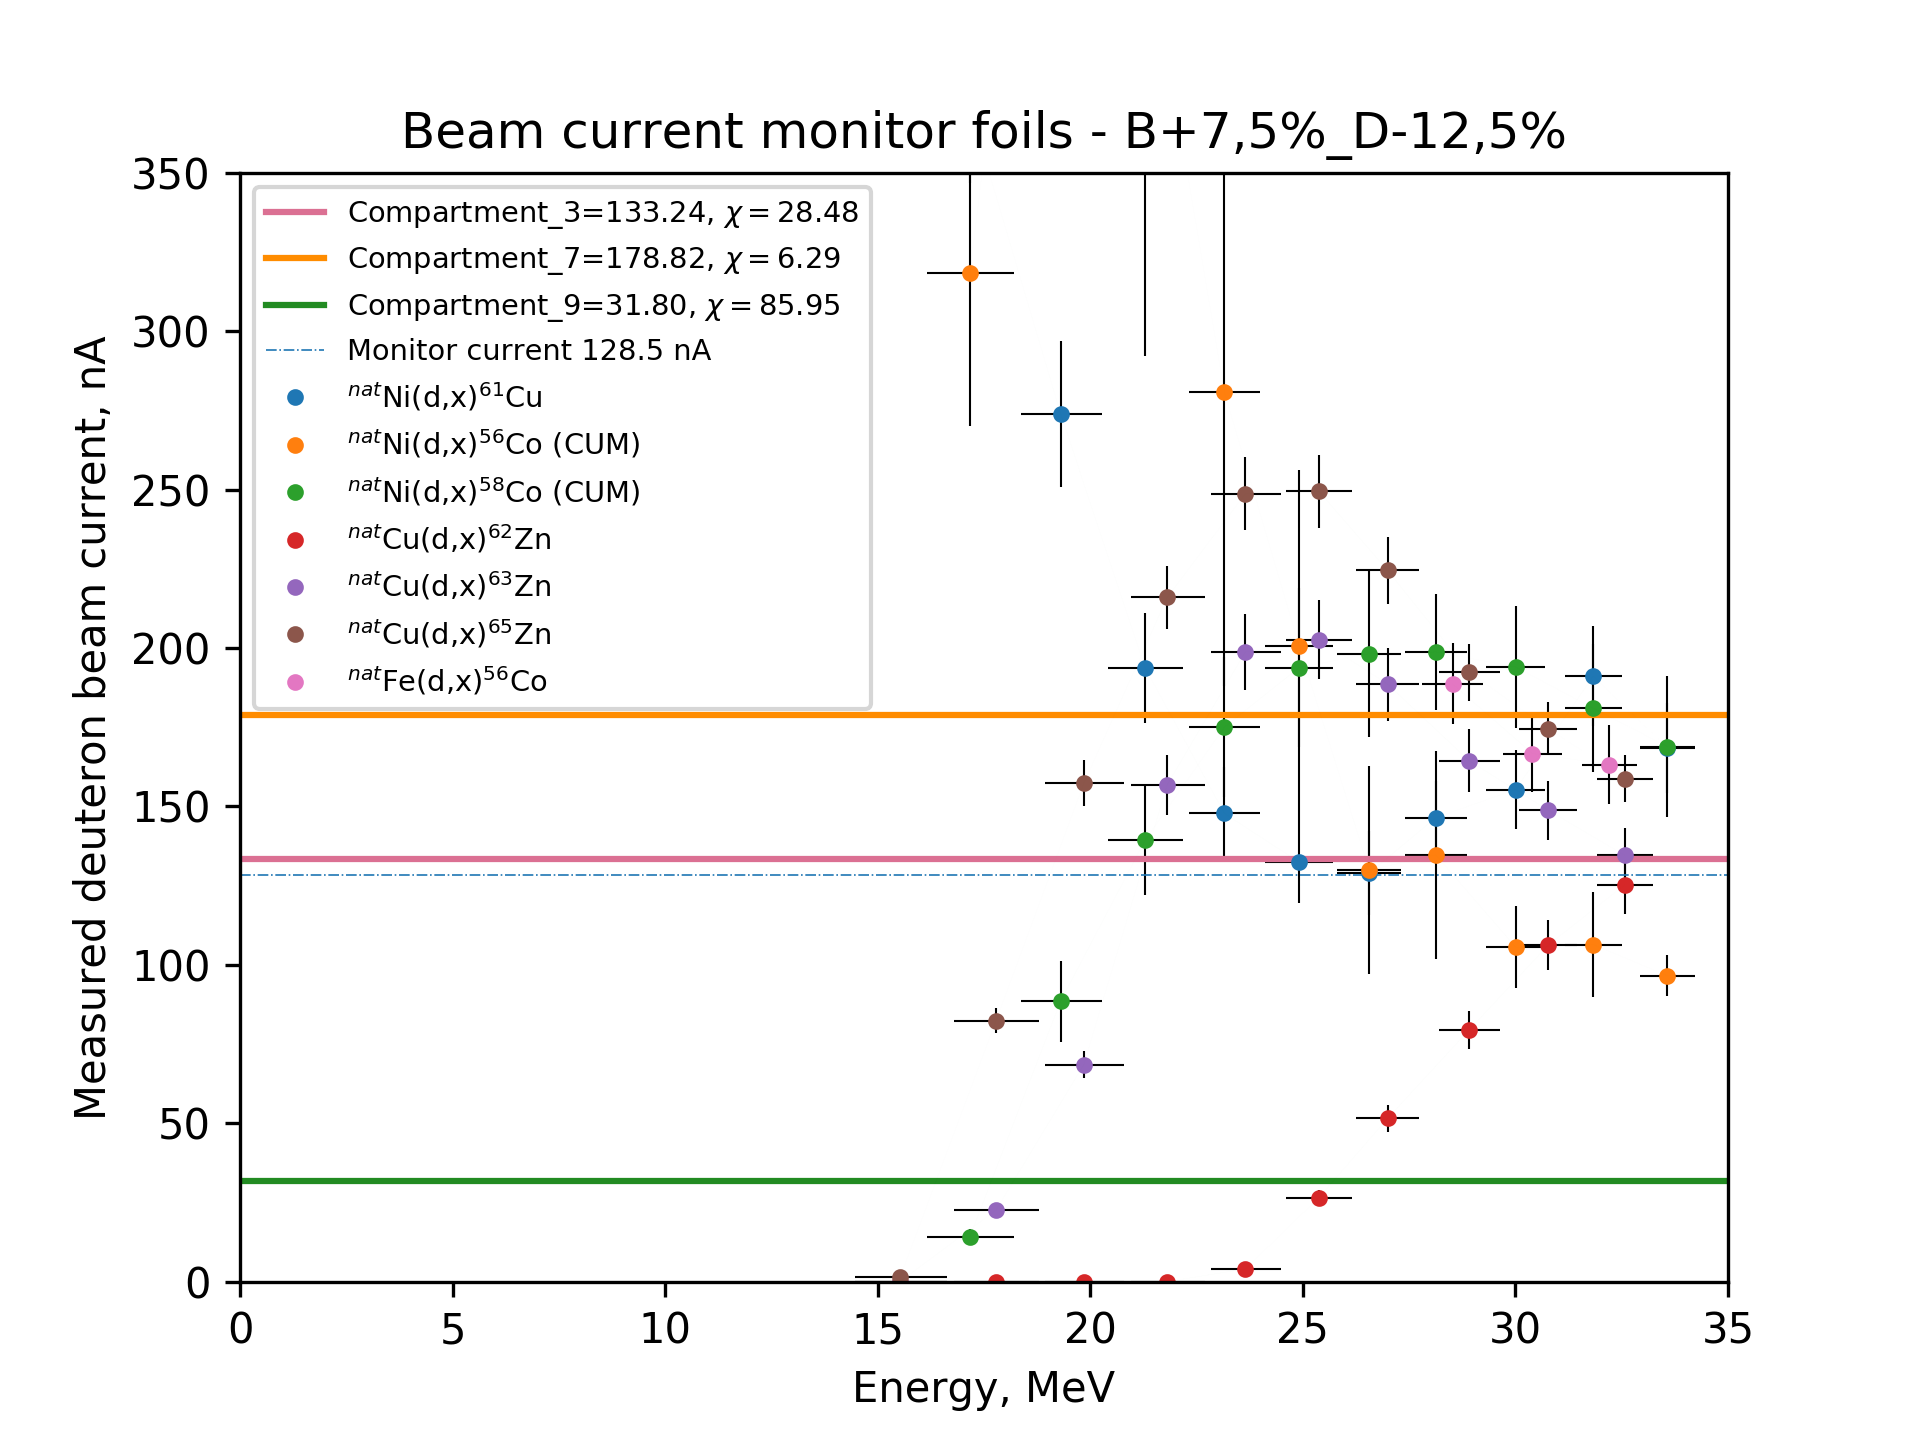 Beam current monitor foils - B+7,5%_D-12,5%
Measured deuteron beam current, nA
350
300
250
200
150
100
50
0
Compartment_3=133.24, χ = 28.48
Compartment_7=178.82, χ = 6.29
Compartment_9=31.80, χ = 85.95
Monitor current 128.5 nA
ⁿᵃᵗNi(d,x)⁶¹Cu
ⁿᵃᵗNi(d,x)⁵⁶Co (CUM)
ⁿᵃᵗNi(d,x)⁵⁸Co (CUM)
ⁿᵃᵗCu(d,x)⁶²Zn
ⁿᵃᵗCu(d,x)⁶³Zn
ⁿᵃᵗCu(d,x)⁶⁵Zn
ⁿᵃᵗFe(d,x)⁵⁶Co
0 5 10 15 20 25 30 35
Energy, MeV